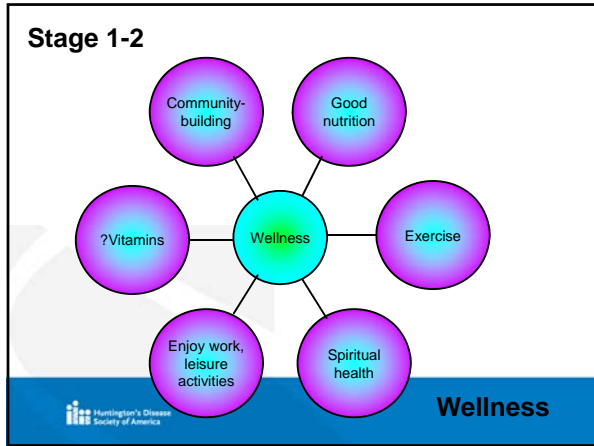 Stage 1-2
Community-
building
Good
nutrition
?Vitamins
Wellness
Exercise
Enjoy work,
leisure
activities
Spiritual
health
Huntington's Disease
Society of America
Wellness